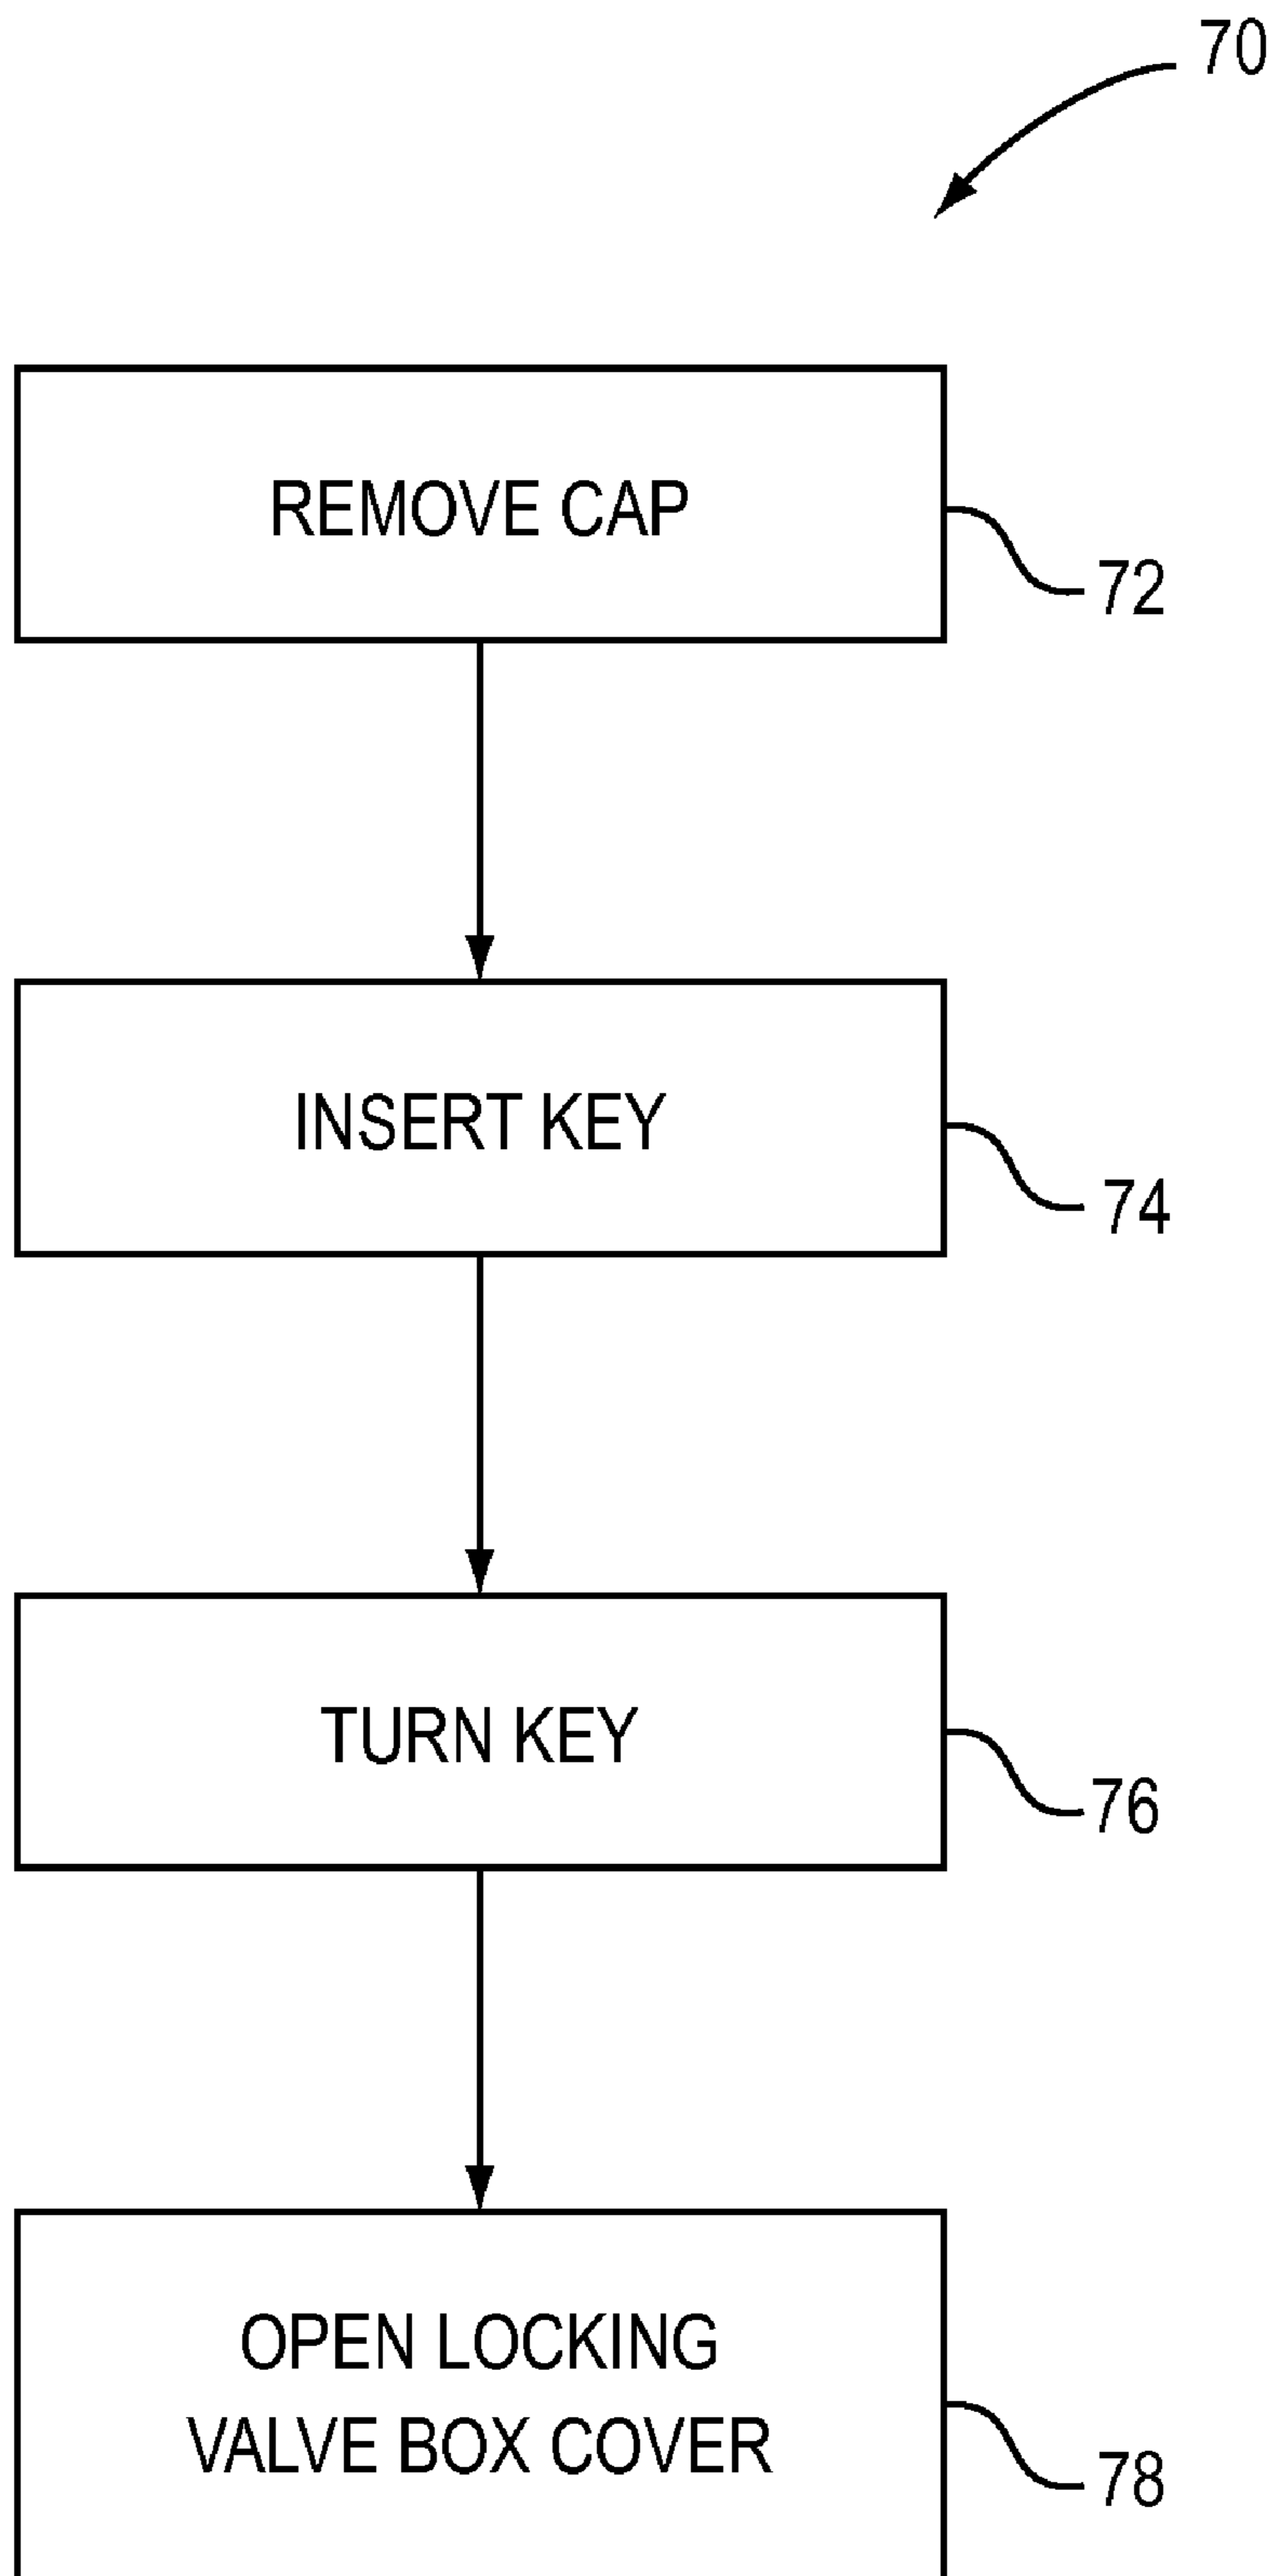 70
REMOVE CAP
72
INSERT KEY
74
TURN KEY
76
OPEN LOCKING
VALVE BOX COVER
78